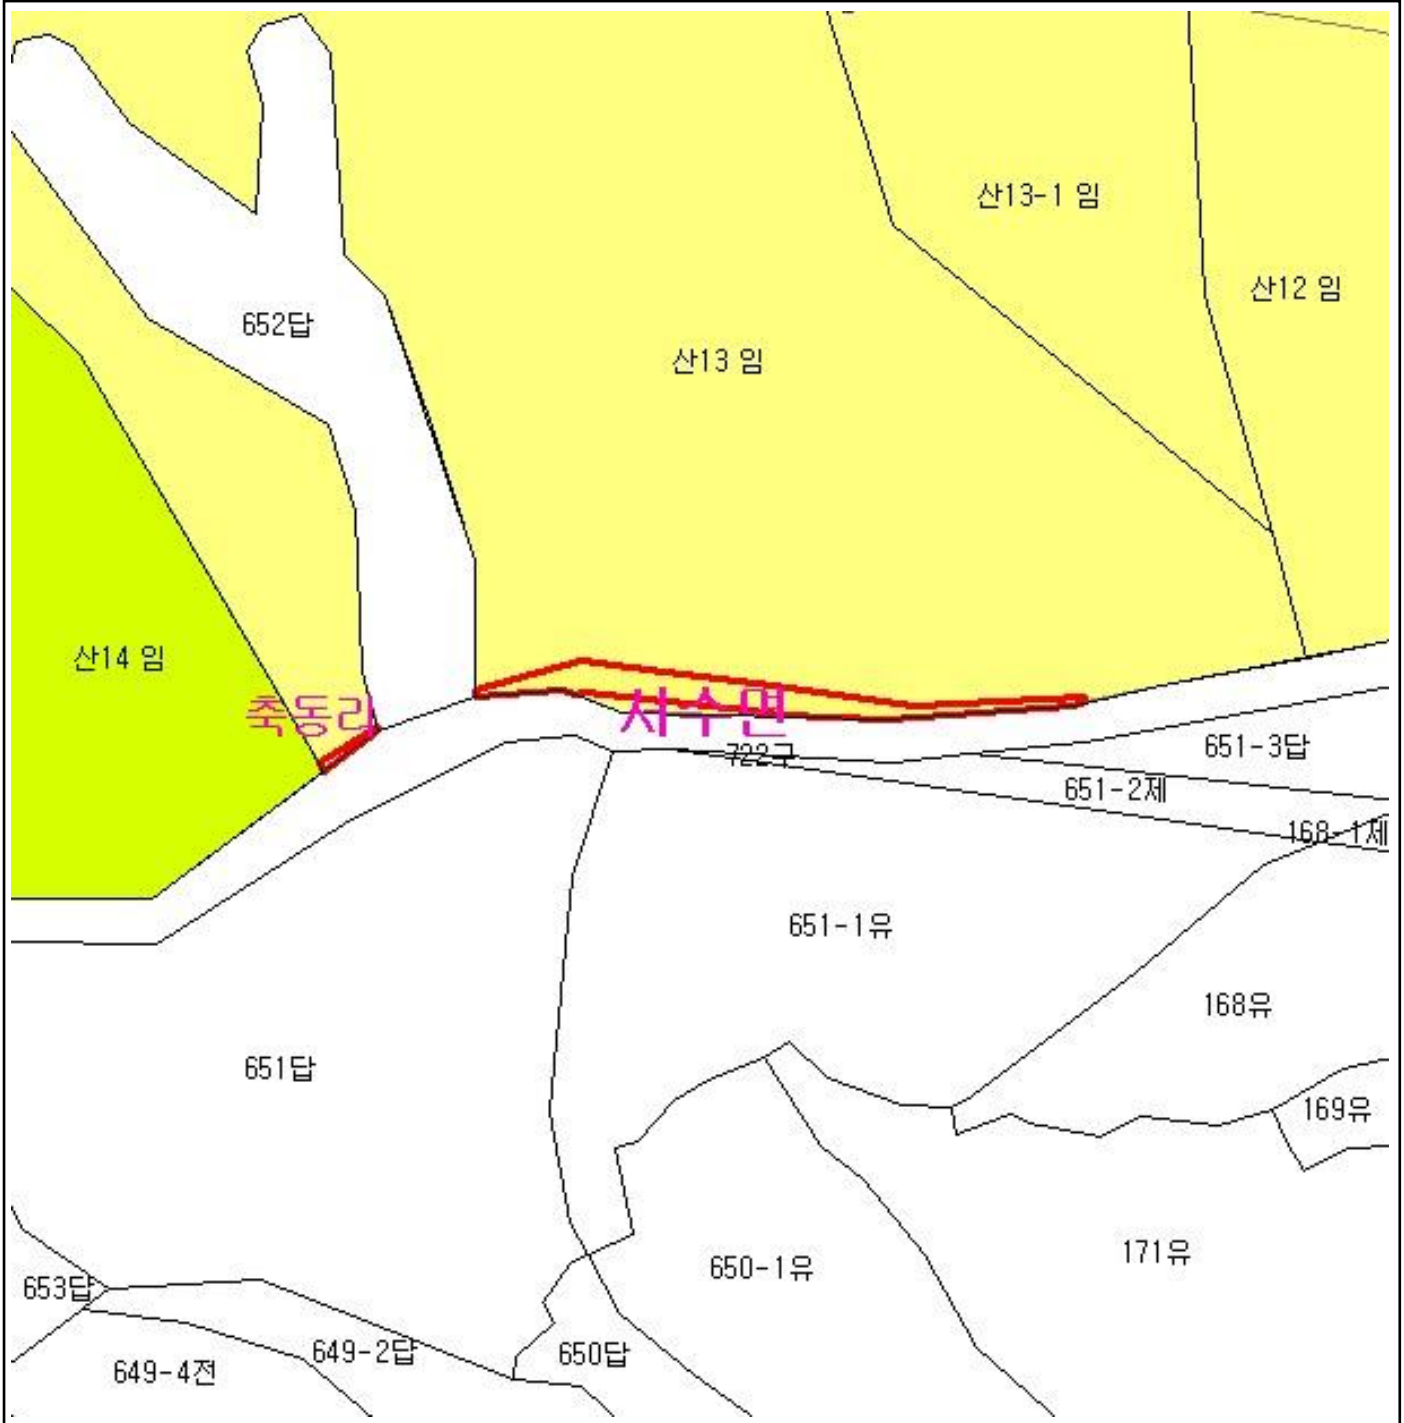 산13-1 임
산12 임
652답
산13 임
산14 임
축동리
서수면
722구
651-3답
651-2제
168-1제
651-1유
168유
651답
169유
171유
650-1유
653답
649-2답
650답
649-4전